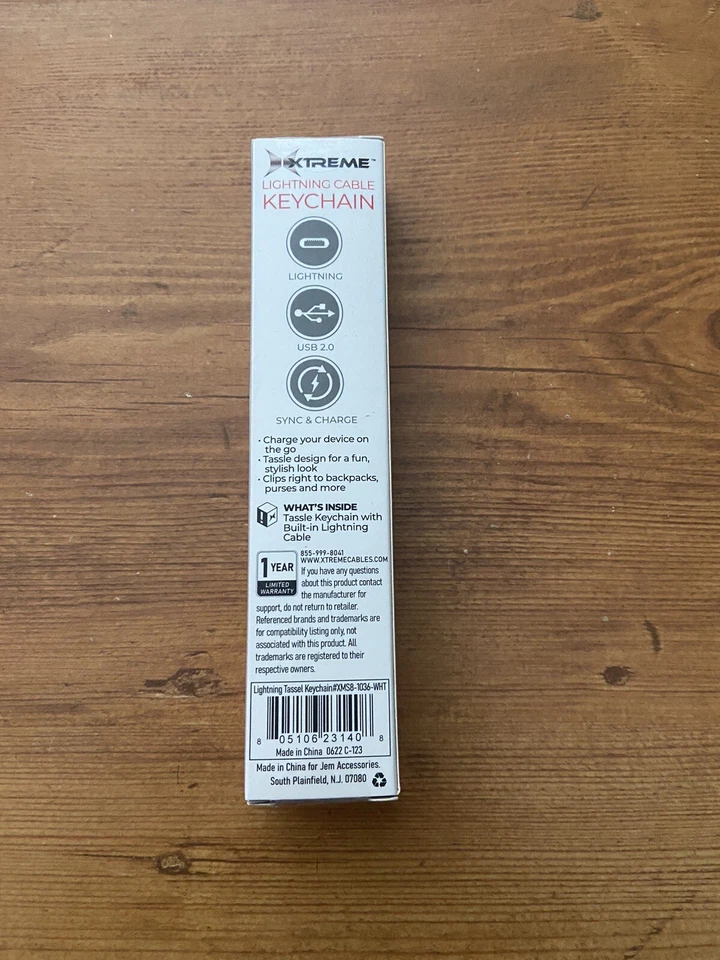 XTREME™
LIGHTNING CABLE
KEYCHAIN
LIGHTNING
USB 2.0
SYNC & CHARGE
• Charge your device on
the go
• Tassle design for a fun,
stylish look
• Clips right to backpacks,
purses and more
WHAT'S INSIDE
Tassle Keychain with
Built-in Lightning
Cable
1 YEAR
LIMITED
WARRANTY
855-999-8041
WWW.XTREMECABLES.COM
If you have any questions
about this product contact
the manufacturer for
support, do not return to retailer.
Referenced brands and trademarks are
for compatibility listing only, not
associated with this product. All
trademarks are registered to their
respective owners.
Lightning Tassel Keychain#XMS8-1036-WHT
8 05106 23140 8
Made in China 0622 C-123
Made in China for Jem Accessories.
South Plainfield, N.J. 07080